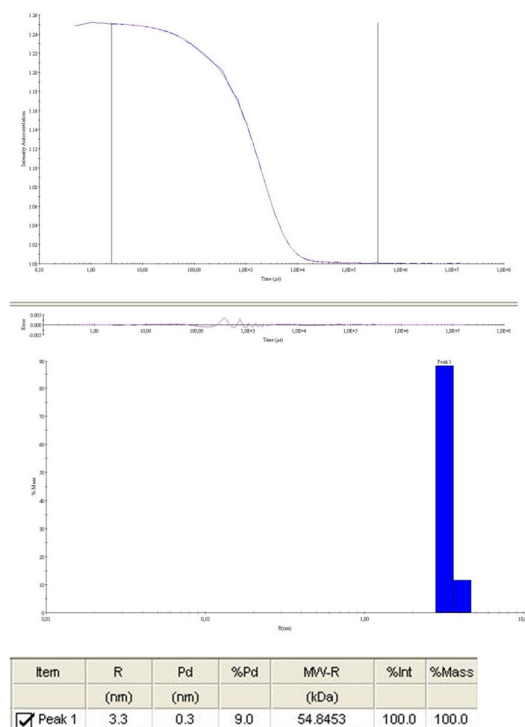 1.26
1.24
1.22
1.20
1.18
1.16
1.14
1.12
1.10
1.08
1.06
1.04
1.02
1.00
Intensity Autocorrelation
0,10 1,00 10,00 100,00 1,0E+3 1,0E+4 1,0E+5 1,0E+6 1,0E+7 1,0E+8
Time (µs)
Error
0.003
0.000
-0.003
1,00 10,00 100,00 1,0E+3 1,0E+4 1,0E+5 1,0E+6 1,0E+7 1,0E+8
Time (µs)
Peak 1
90
80
70
60
50
40
30
20
10
0
% Mass
0,01 0,10 1,00
R(nm)
Item R Pd %Pd MW-R %Int %Mass
(nm) (nm) (kDa)
Peak 1 3.3 0.3 9.0 54.8453 100.0 100.0